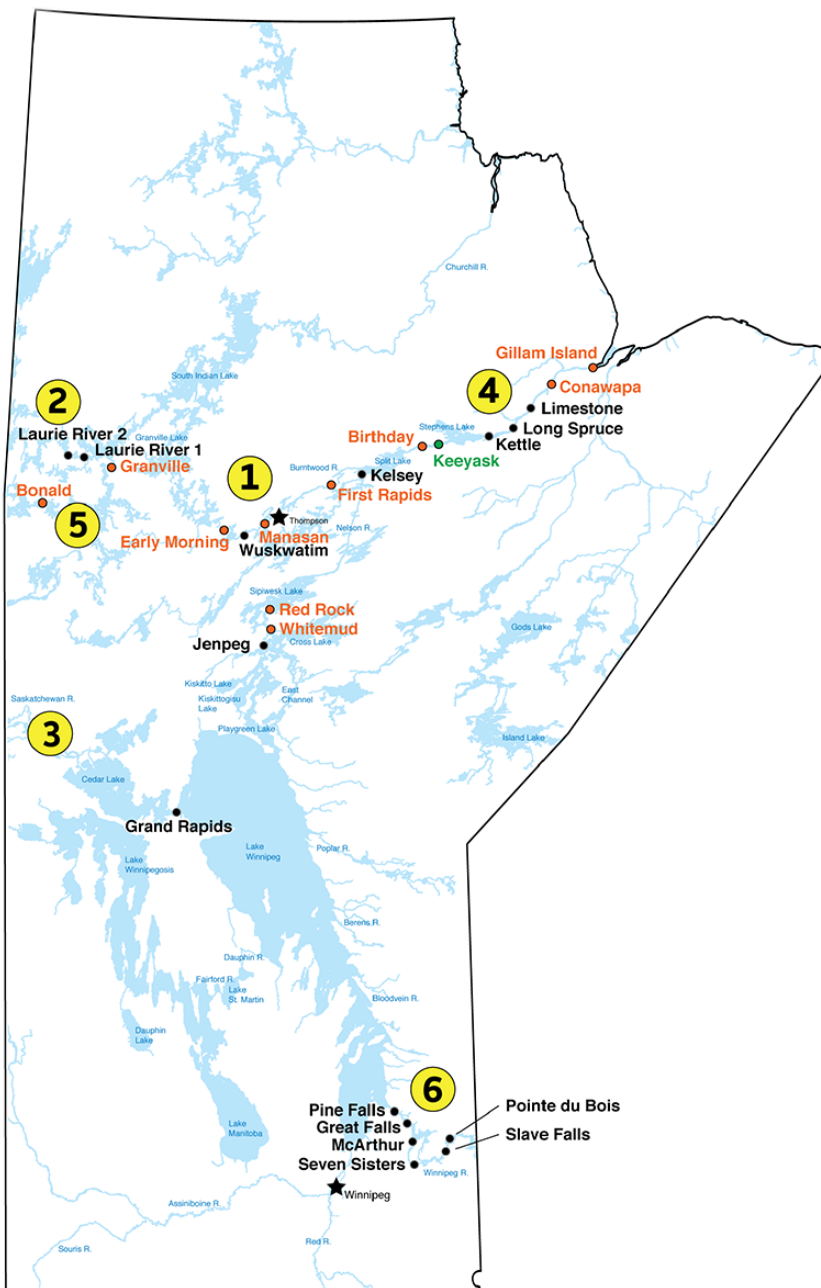 Churchill R.
Gillam Island
South Indian Lake
4
Conawapa
2
Limestone
Stephens Lake
Long Spruce
Laurie River 2
Granville Lake
Birthday
Kettle
Laurie River 1
Keeyask
Granville
Split Lake
Burntwood R.
Kelsey
1
Bonald
First Rapids
5
Thompson
Nelson R.
Early Morning
Manasan
Wuskwatim
Sipiwesk Lake
Red Rock
Whitemud
Gods Lake
Jenpeg
Cross Lake
Kiskitto Lake
East
Channel
Saskatchewan R.
Kiskittogisu
Lake
3
Playgreen Lake
Island Lake
Cedar Lake
Grand Rapids
Lake
Winnipeg
Poplar R.
Lake
Winnipegosis
Berens R.
Dauphin R.
Fairford R.
Lake
St. Martin
Bloodvein R.
Dauphin
Lake
6
Pine Falls
Pointe du Bois
Great Falls
Lake
Manitoba
McArthur
Slave Falls
Seven Sisters
Winnipeg R.
Winnipeg
Assiniboine R.
Souris R.
Red R.